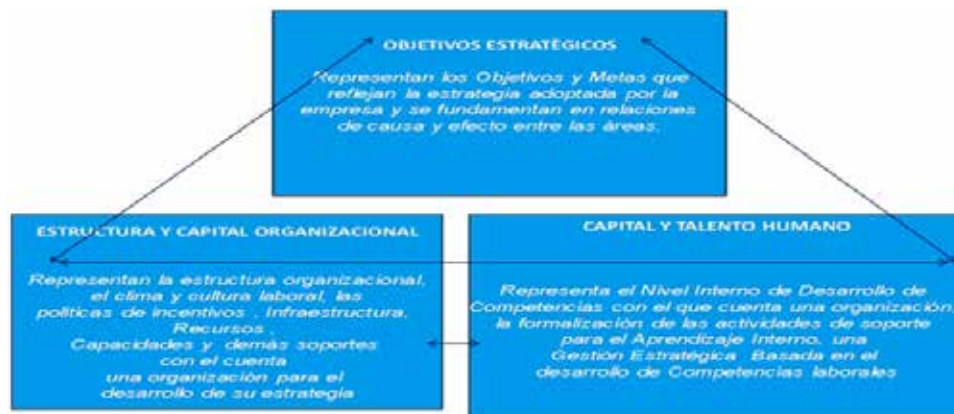 OBJETIVOS ESTRATÈGICOS
Representan los Objetivos y Metas que
reflejan la estrategia adoptada por la
empresa y se fundamentan en relaciones
de causa y efecto entre las áreas.
ESTRUCTURA Y CAPITAL ORGANIZACIONAL
Representan la estructura organizacional,
el clima y cultura laboral, las
políticas de incentivos , Infraestructura,
Recursos ,
Capacidades y demás soportes
con el cuenta
una organización para el
desarrollo de su estrategia
CAPITAL Y TALENTO HUMANO
Representa el Nivel Interno de Desarrollo de
Competencias con el que cuenta una organización,
la formalización de las actividades de soporte
para el Aprendizaje Interno, una
Gestión Estratégica Basada en el
desarrollo de Competencias laborales